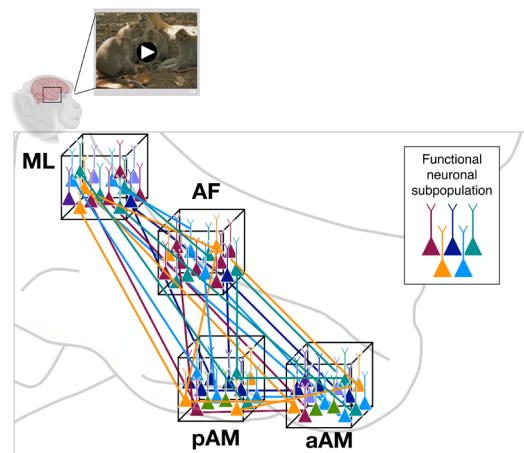 ML
AF
Functional
neuronal
subpopulation
pAM
aAM